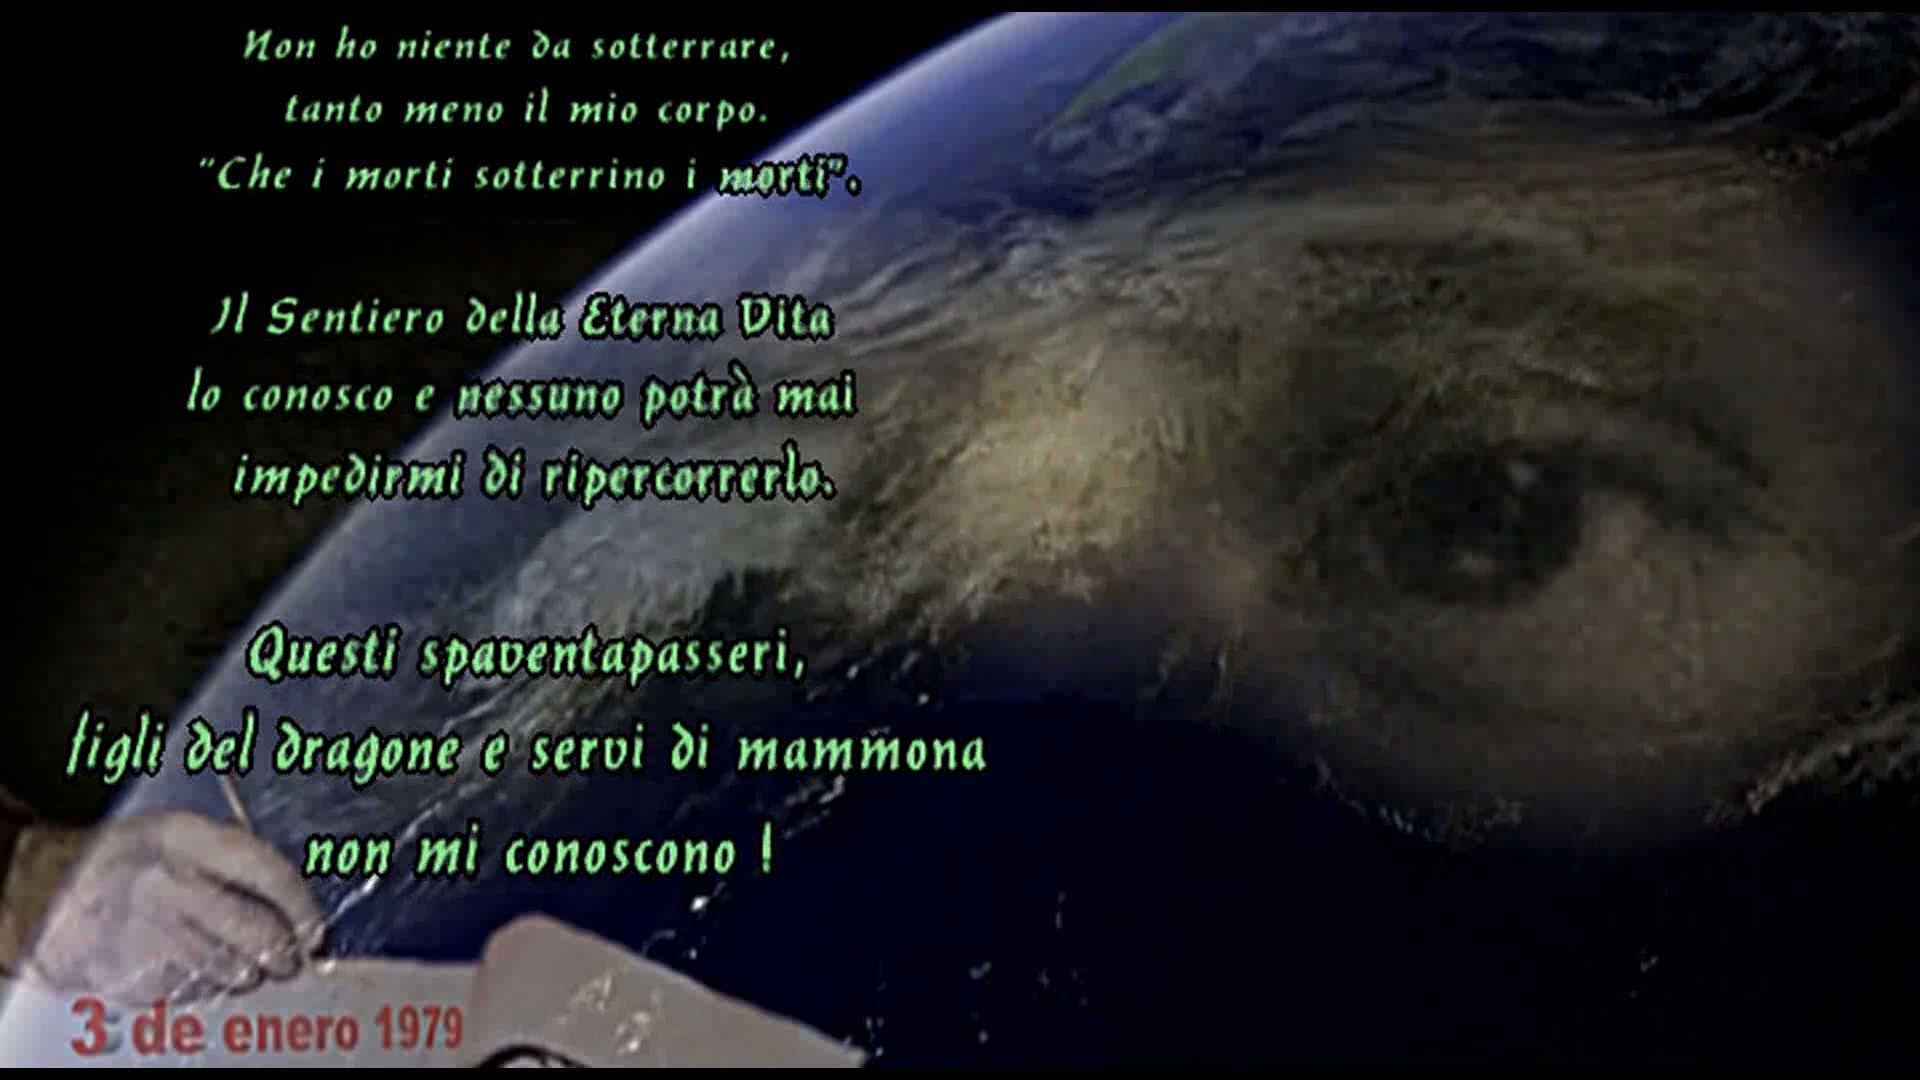 Non ho niente da sotterrare,
tanto meno il mio corpo.
"Che i morti sotterrino i morti".
Il Sentiero della Eterna Vita
lo conosco e nessuno potrà mai
impedirmi di ripercorrerlo.
Questi spaventapasseri,
figli del dragone e servi di mammona
non mi conoscono !
3 de enero 1979